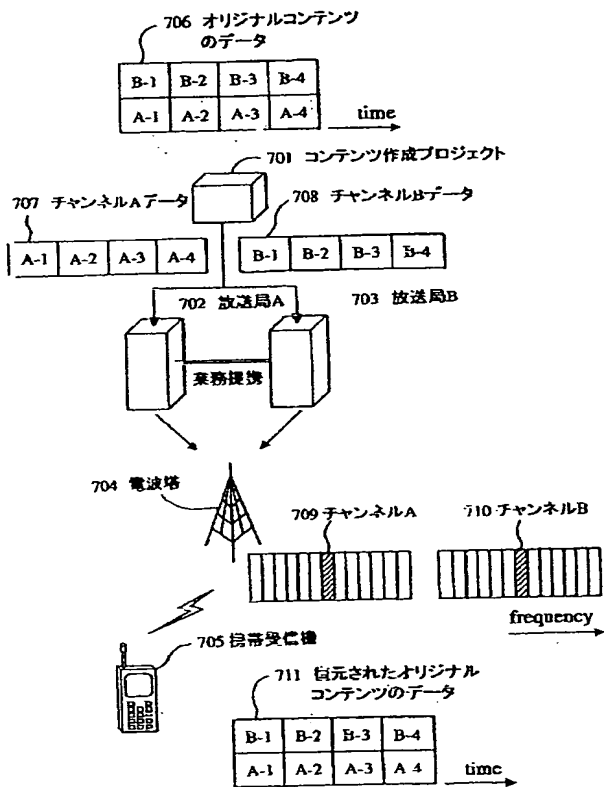 706 オリジナルコンテンツ
のデータ
B-1 B-2 B-3 B-4
A-1 A-2 A-3 A-4
time
701 コンテンツ作成プロジェクト
707 チャンネルAデータ
708 チャンネルBデータ
A-1 A-2 A-3 A-4
B-1 B-2 B-3 B-4
702 放送局A
703 放送局B
業務提携
704 電波塔
709 チャンネルA
710 チャンネルB
frequency
705 携帯受信機
711 復元されたオリジナル
コンテンツのデータ
B-1 B-2 B-3 B-4
A-1 A-2 A-3 A-4
time